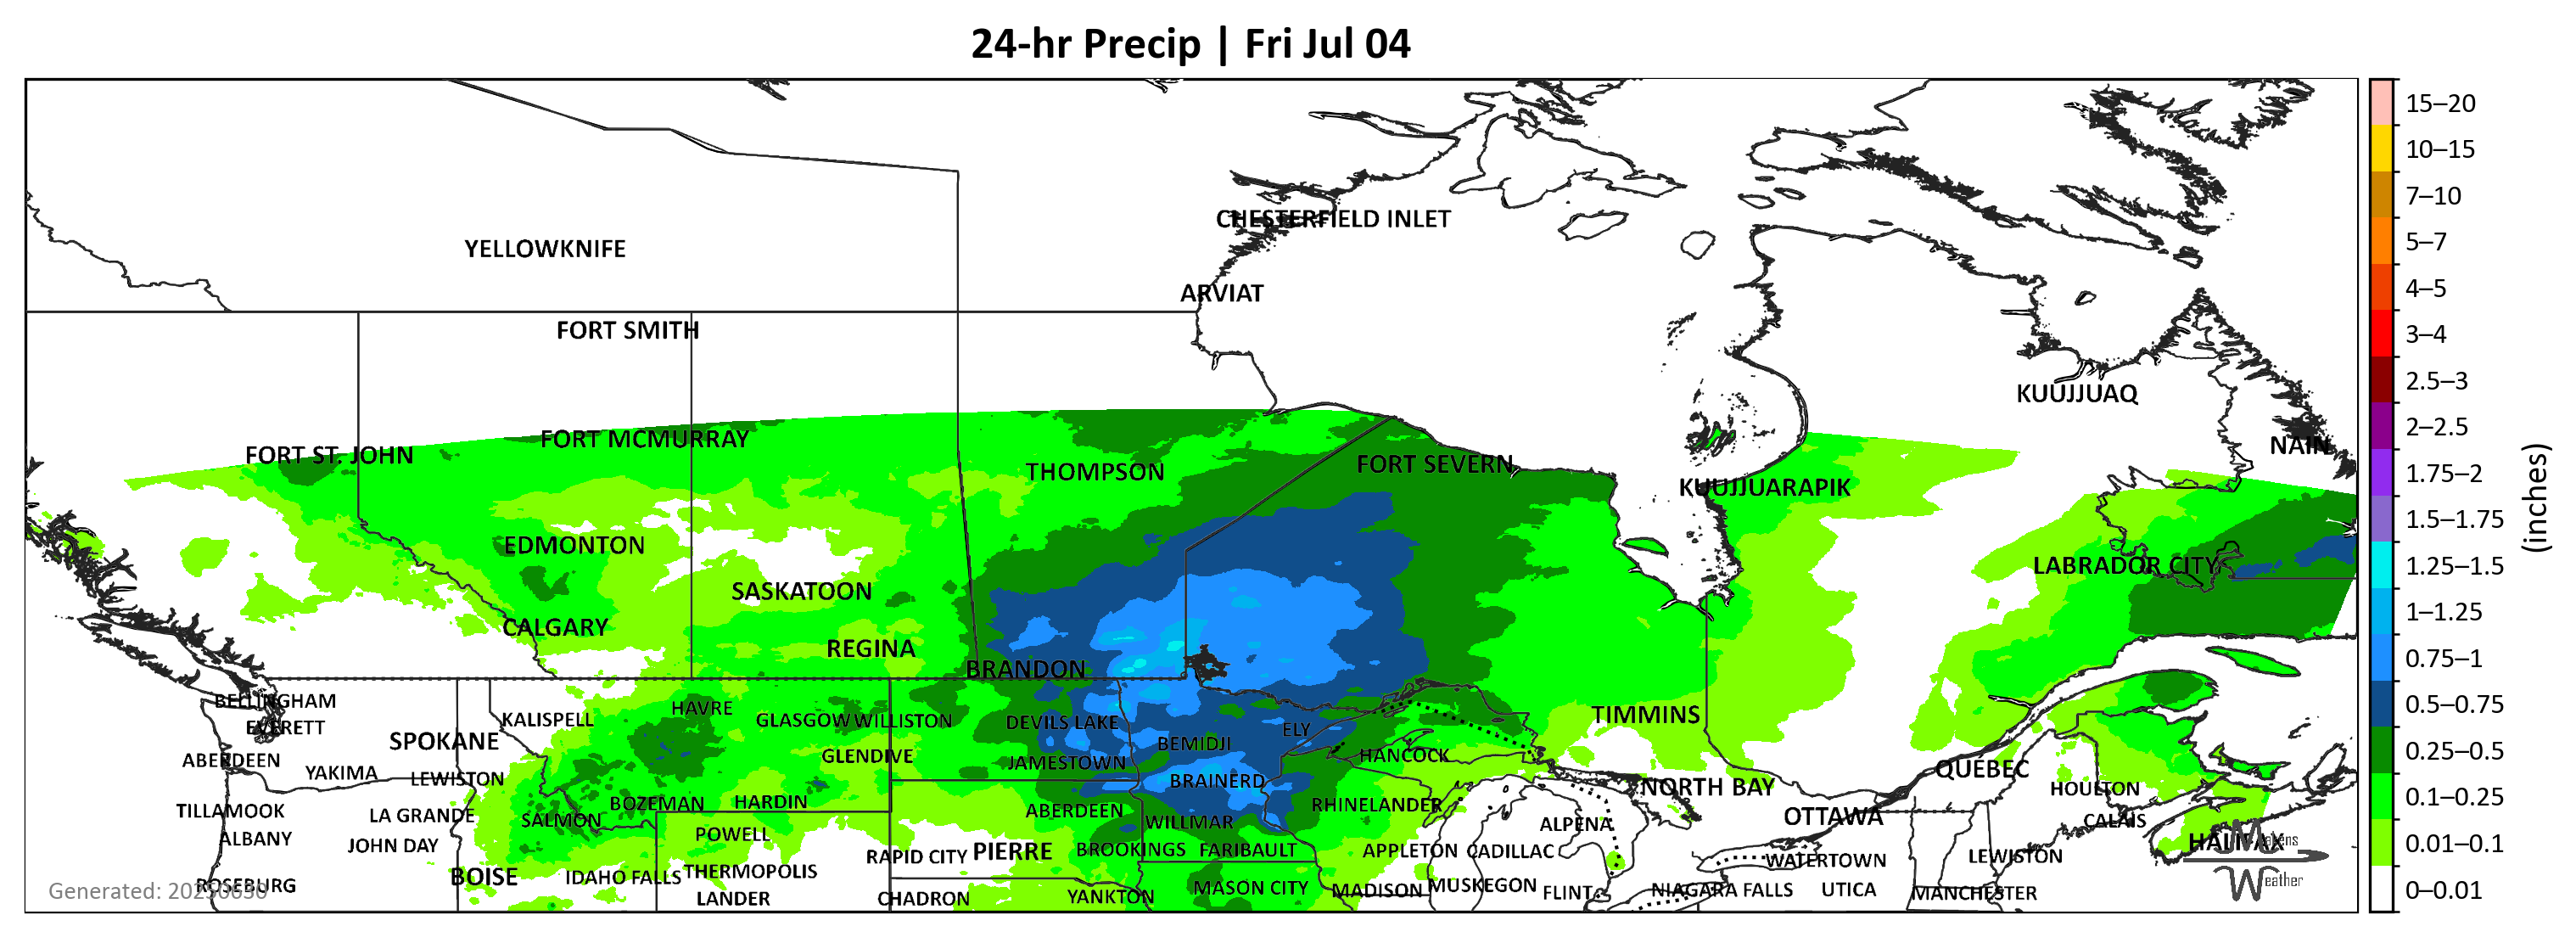 24-hr Precip | Fri Jul 04
15–20
10–15
7–10
5–7
4–5
3–4
2.5–3
2–2.5
1.75–2
1.5–1.75
1.25–1.5
1–1.25
0.75–1
0.5–0.75
0.25–0.5
0.1–0.25
0.01–0.1
0–0.01
(inches)
CHESTERFIELD INLET
YELLOWKNIFE
ARVIAT
FORT SMITH
KUUJJUAQ
FORT MCMURRAY
NAIN
FORT ST. JOHN
FORT SEVERN
THOMPSON
KUUJJUARAPIK
EDMONTON
LABRADOR CITY
SASKATOON
CALGARY
REGINA
BRANDON
BELLINGHAM
HAVRE
TIMMINS
KALISPELL
GLASGOW WILLISTON
DEVILS LAKE
EVERETT
ELY
SPOKANE
BEMIDJI
GLENDIVE
HANCOCK
ABERDEEN
JAMESTOWN
QUÉBEC
YAKIMA
LEWISTON
BRAINERD
NORTH BAY
HOULTON
BOZEMAN
HARDIN
RHINELANDER
TILLAMOOK
LA GRANDE
ABERDEEN
OTTAWA
SALMON
WILLMAR
ALPENA
CALAIS
ALBANY
POWELL
HALIFAX
JOHN DAY
PIERRE
BROOKINGS
FARIBAULT
APPLETON
CADILLAC
RAPID CITY
WATERTOWN
LEWISTON
BOISE
IDAHO FALLS
THERMOPOLIS
ROSEBURG
MASON CITY
MADISON
MUSKEGON
FLINT
NIAGARA FALLS
UTICA
MANCHESTER
LANDER
CHADRON
YANKTON
Generated: 20250630
Weather